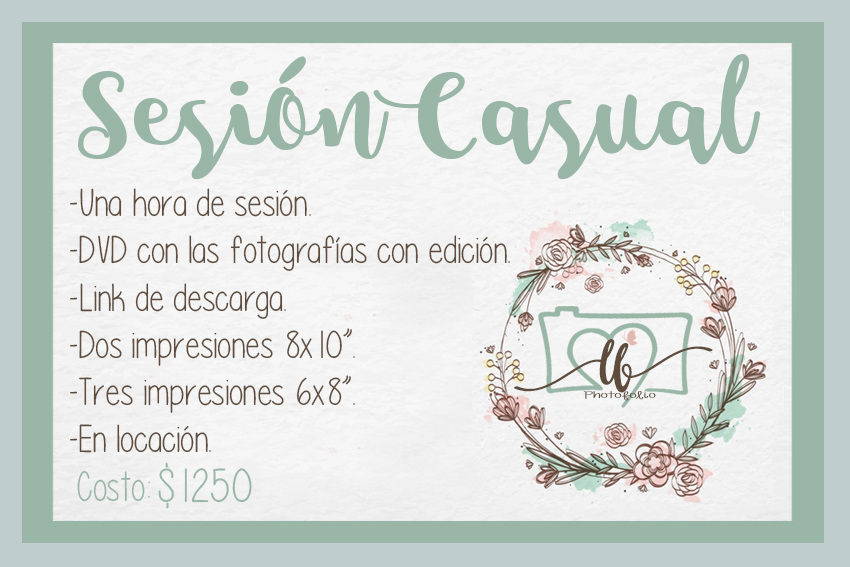 Sesión Casual
-Una hora de sesión.
-DVD con las fotografías con edición.
-Link de descarga.
-Dos impresiones 8x10”.
-Tres impresiones 6x8”.
-En locación.
Costo: $1250
lb
Photofolio